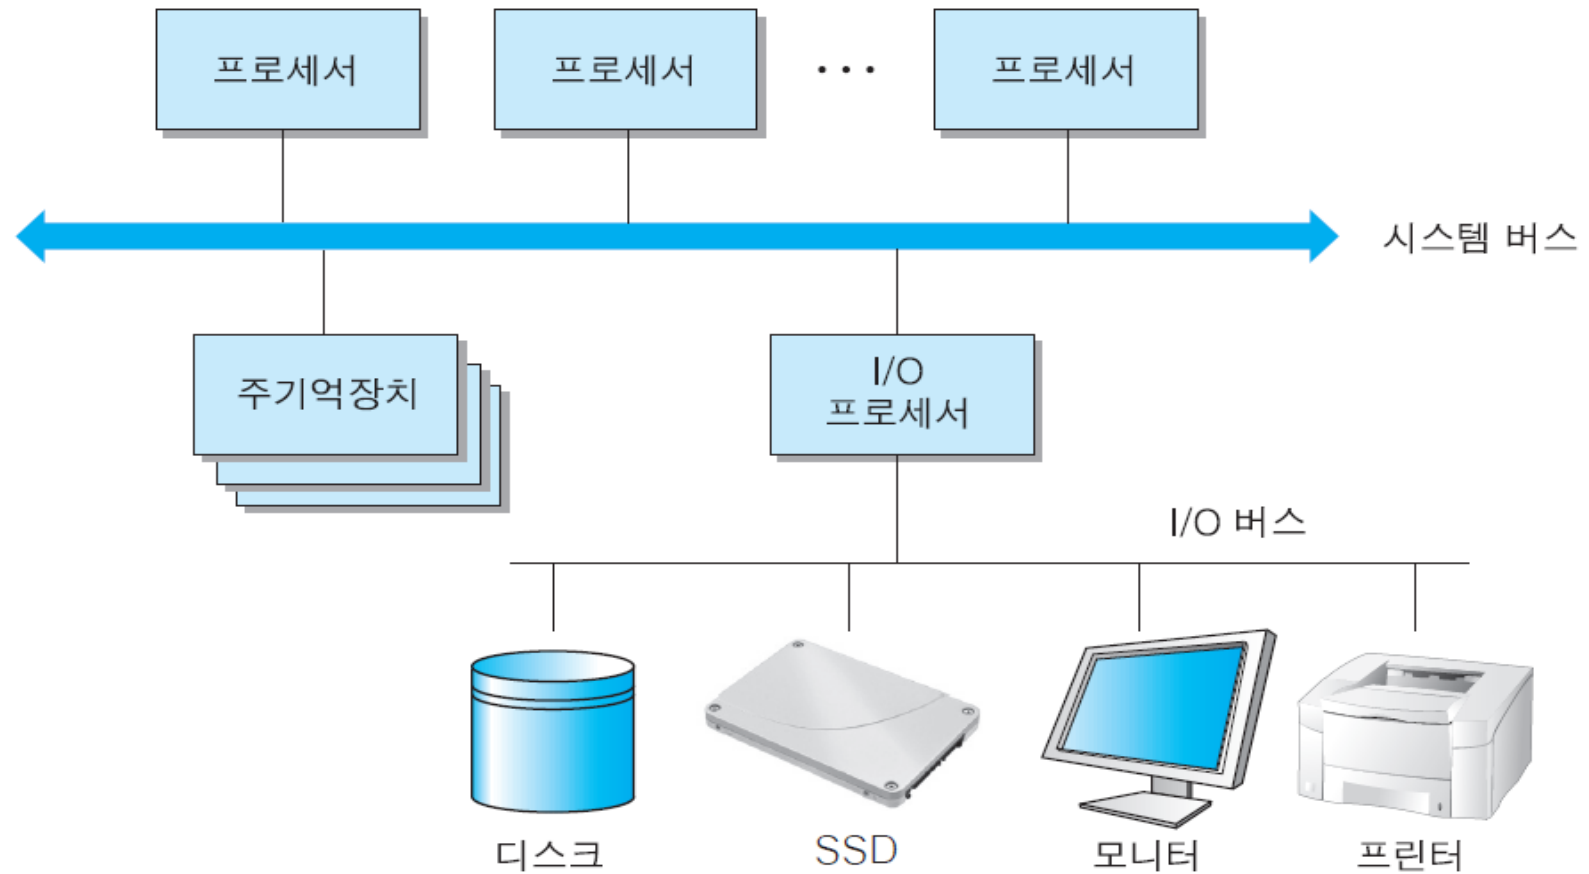 프로세서
프로세서
···
프로세서
시스템 버스
주기억장치
I/O
프로세서
I/O 버스
디스크
SSD
모니터
프린터